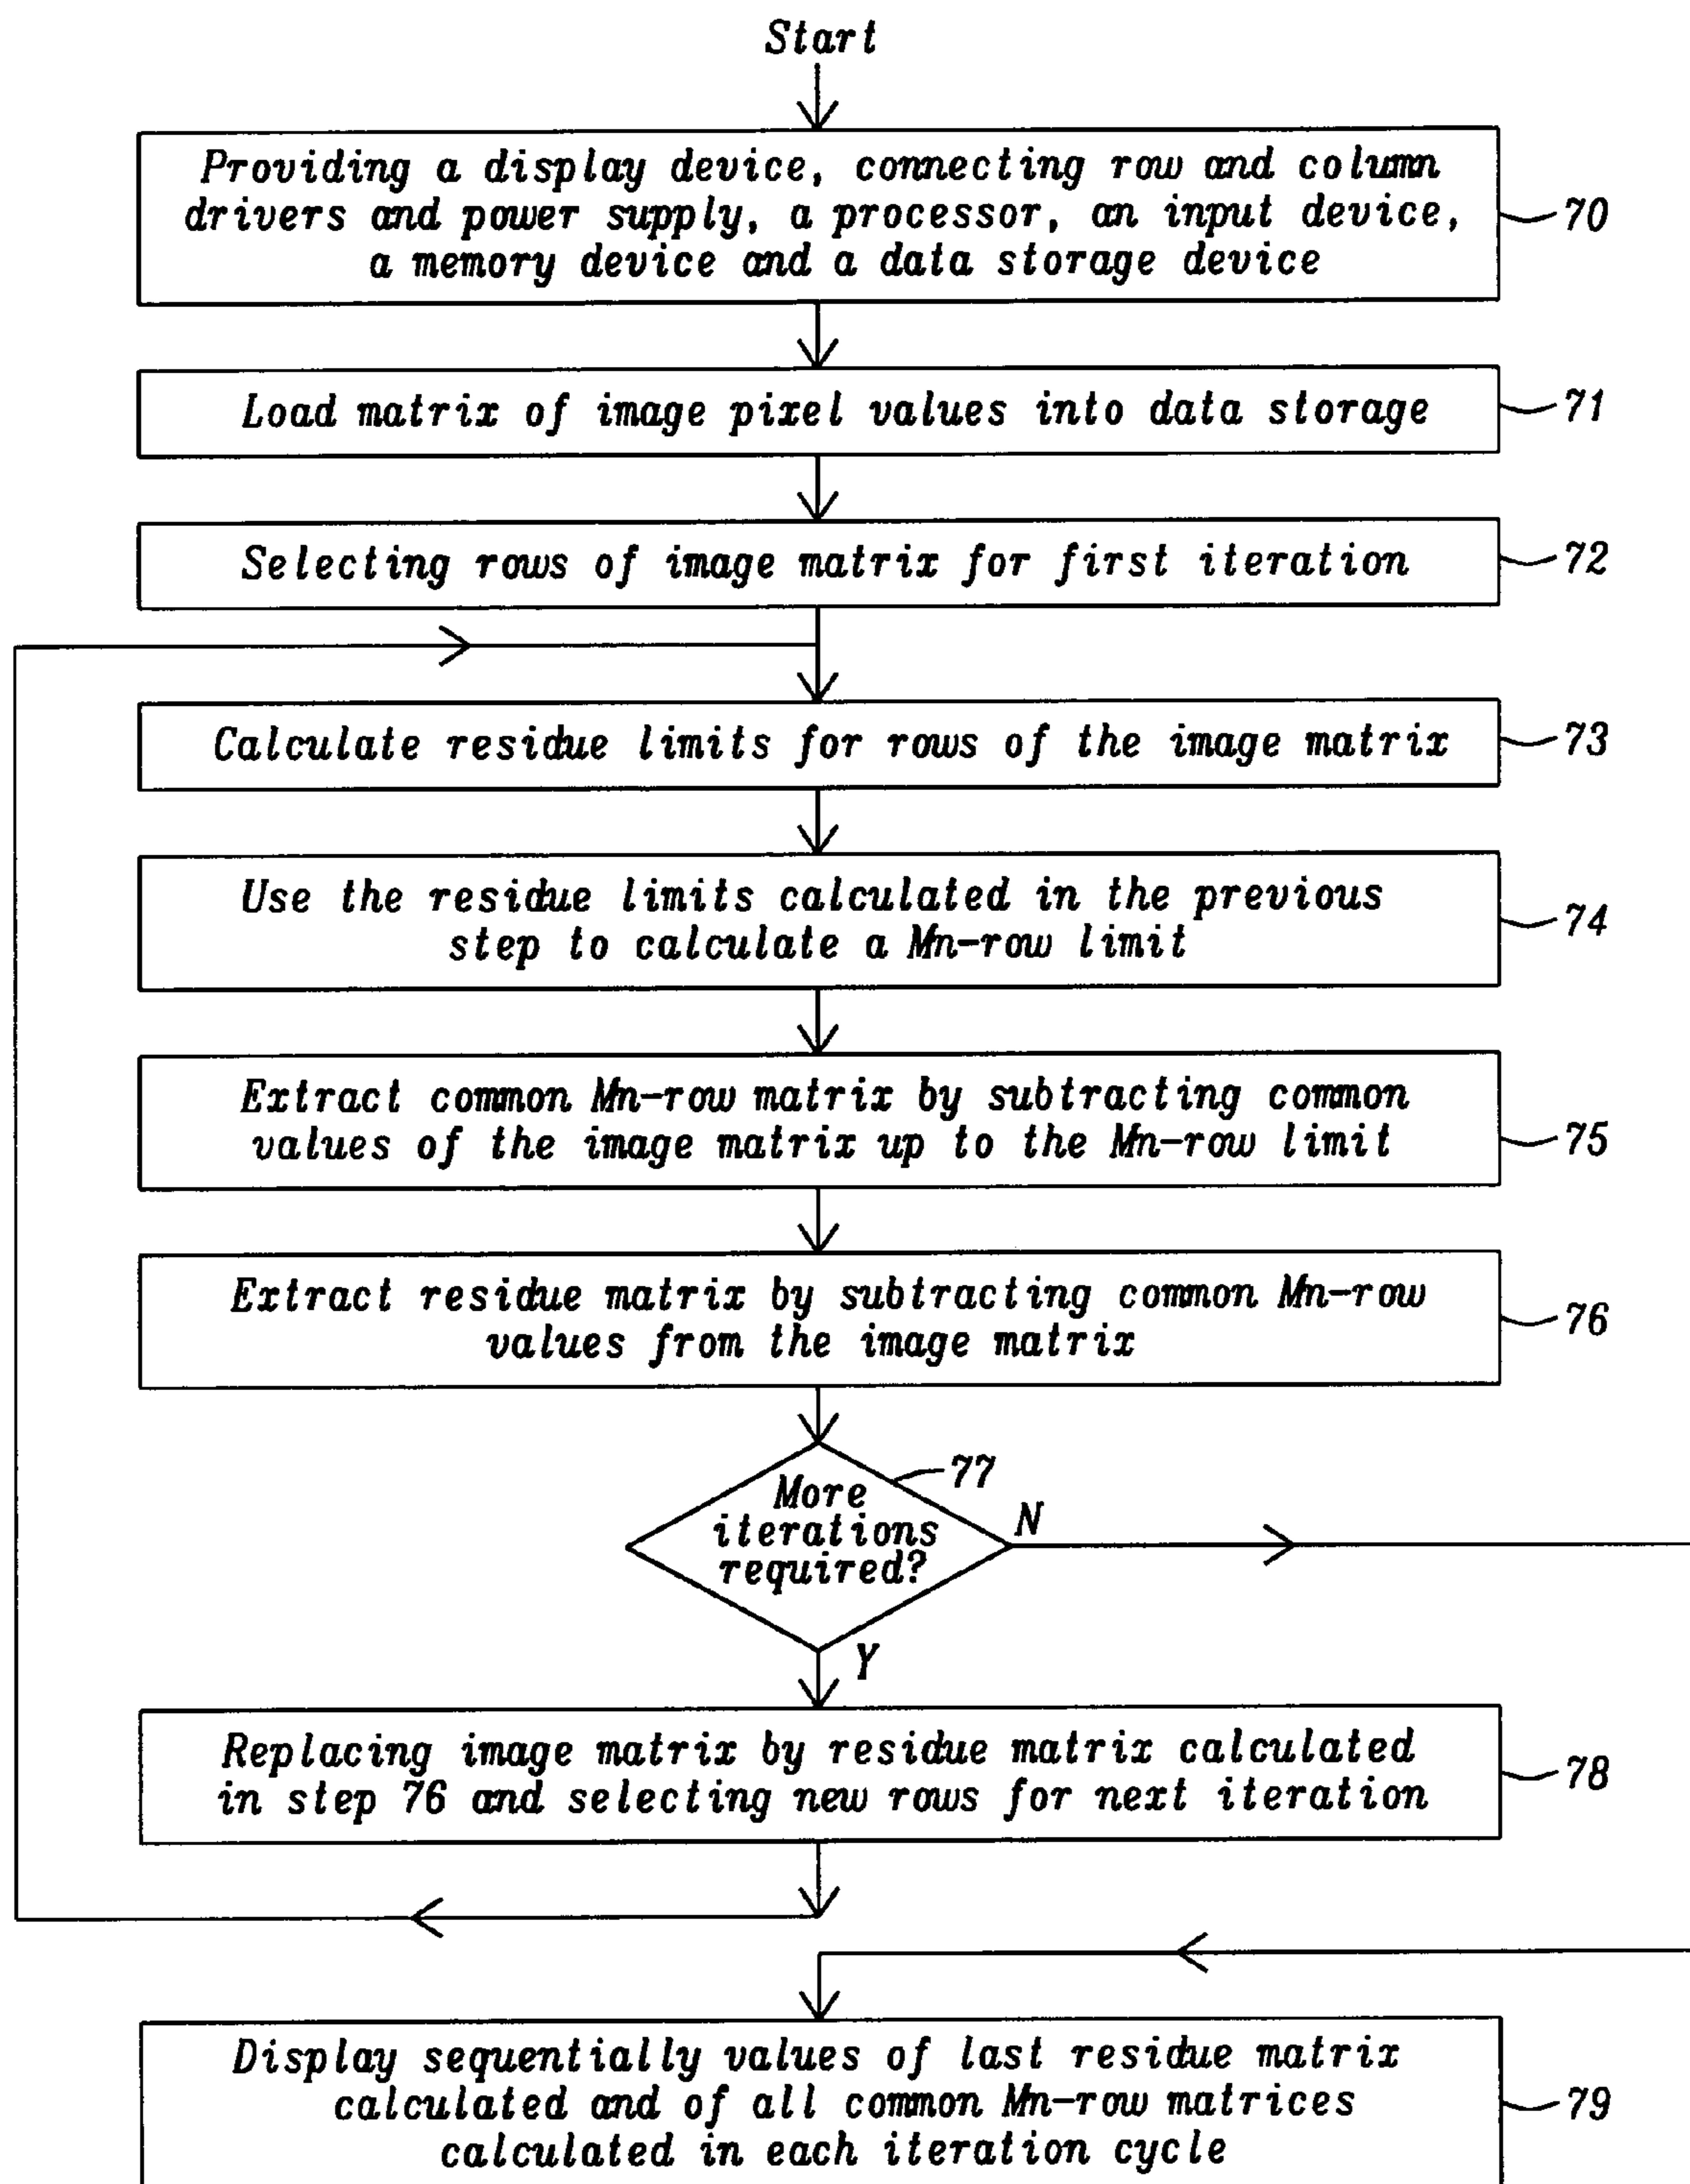 Start
Providing a display device, connecting row and column
drivers and power supply, a processor, an input device,
a memory device and a data storage device
70
Load matrix of image pixel values into data storage
71
Selecting rows of image matrix for first iteration
72
Calculate residue limits for rows of the image matrix
73
Use the residue limits calculated in the previous
step to calculate a Mn-row limit
74
Extract common Mn-row matrix by subtracting common
values of the image matrix up to the Mn-row limit
75
Extract residue matrix by subtracting common Mn-row
values from the image matrix
76
77
More
iterations
required?
N
Y
Replacing image matrix by residue matrix calculated
in step 76 and selecting new rows for next iteration
78
Display sequentially values of last residue matrix
calculated and of all common Mn-row matrices
calculated in each iteration cycle
79